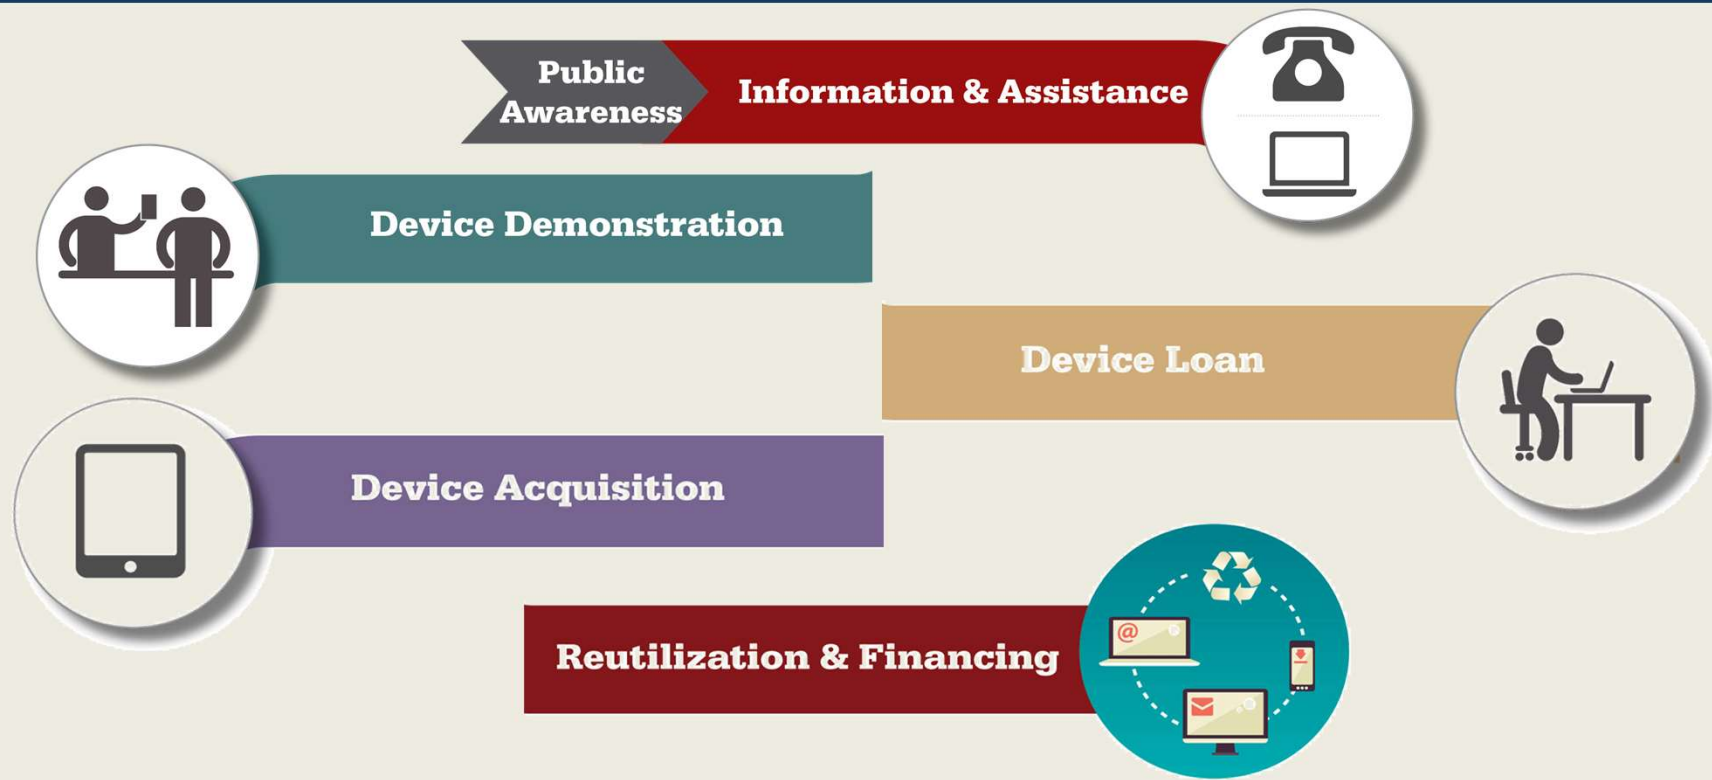 Public
Awareness
Information & Assistance
Device Demonstration
Device Loan
Device Acquisition
Reutilization & Financing
@